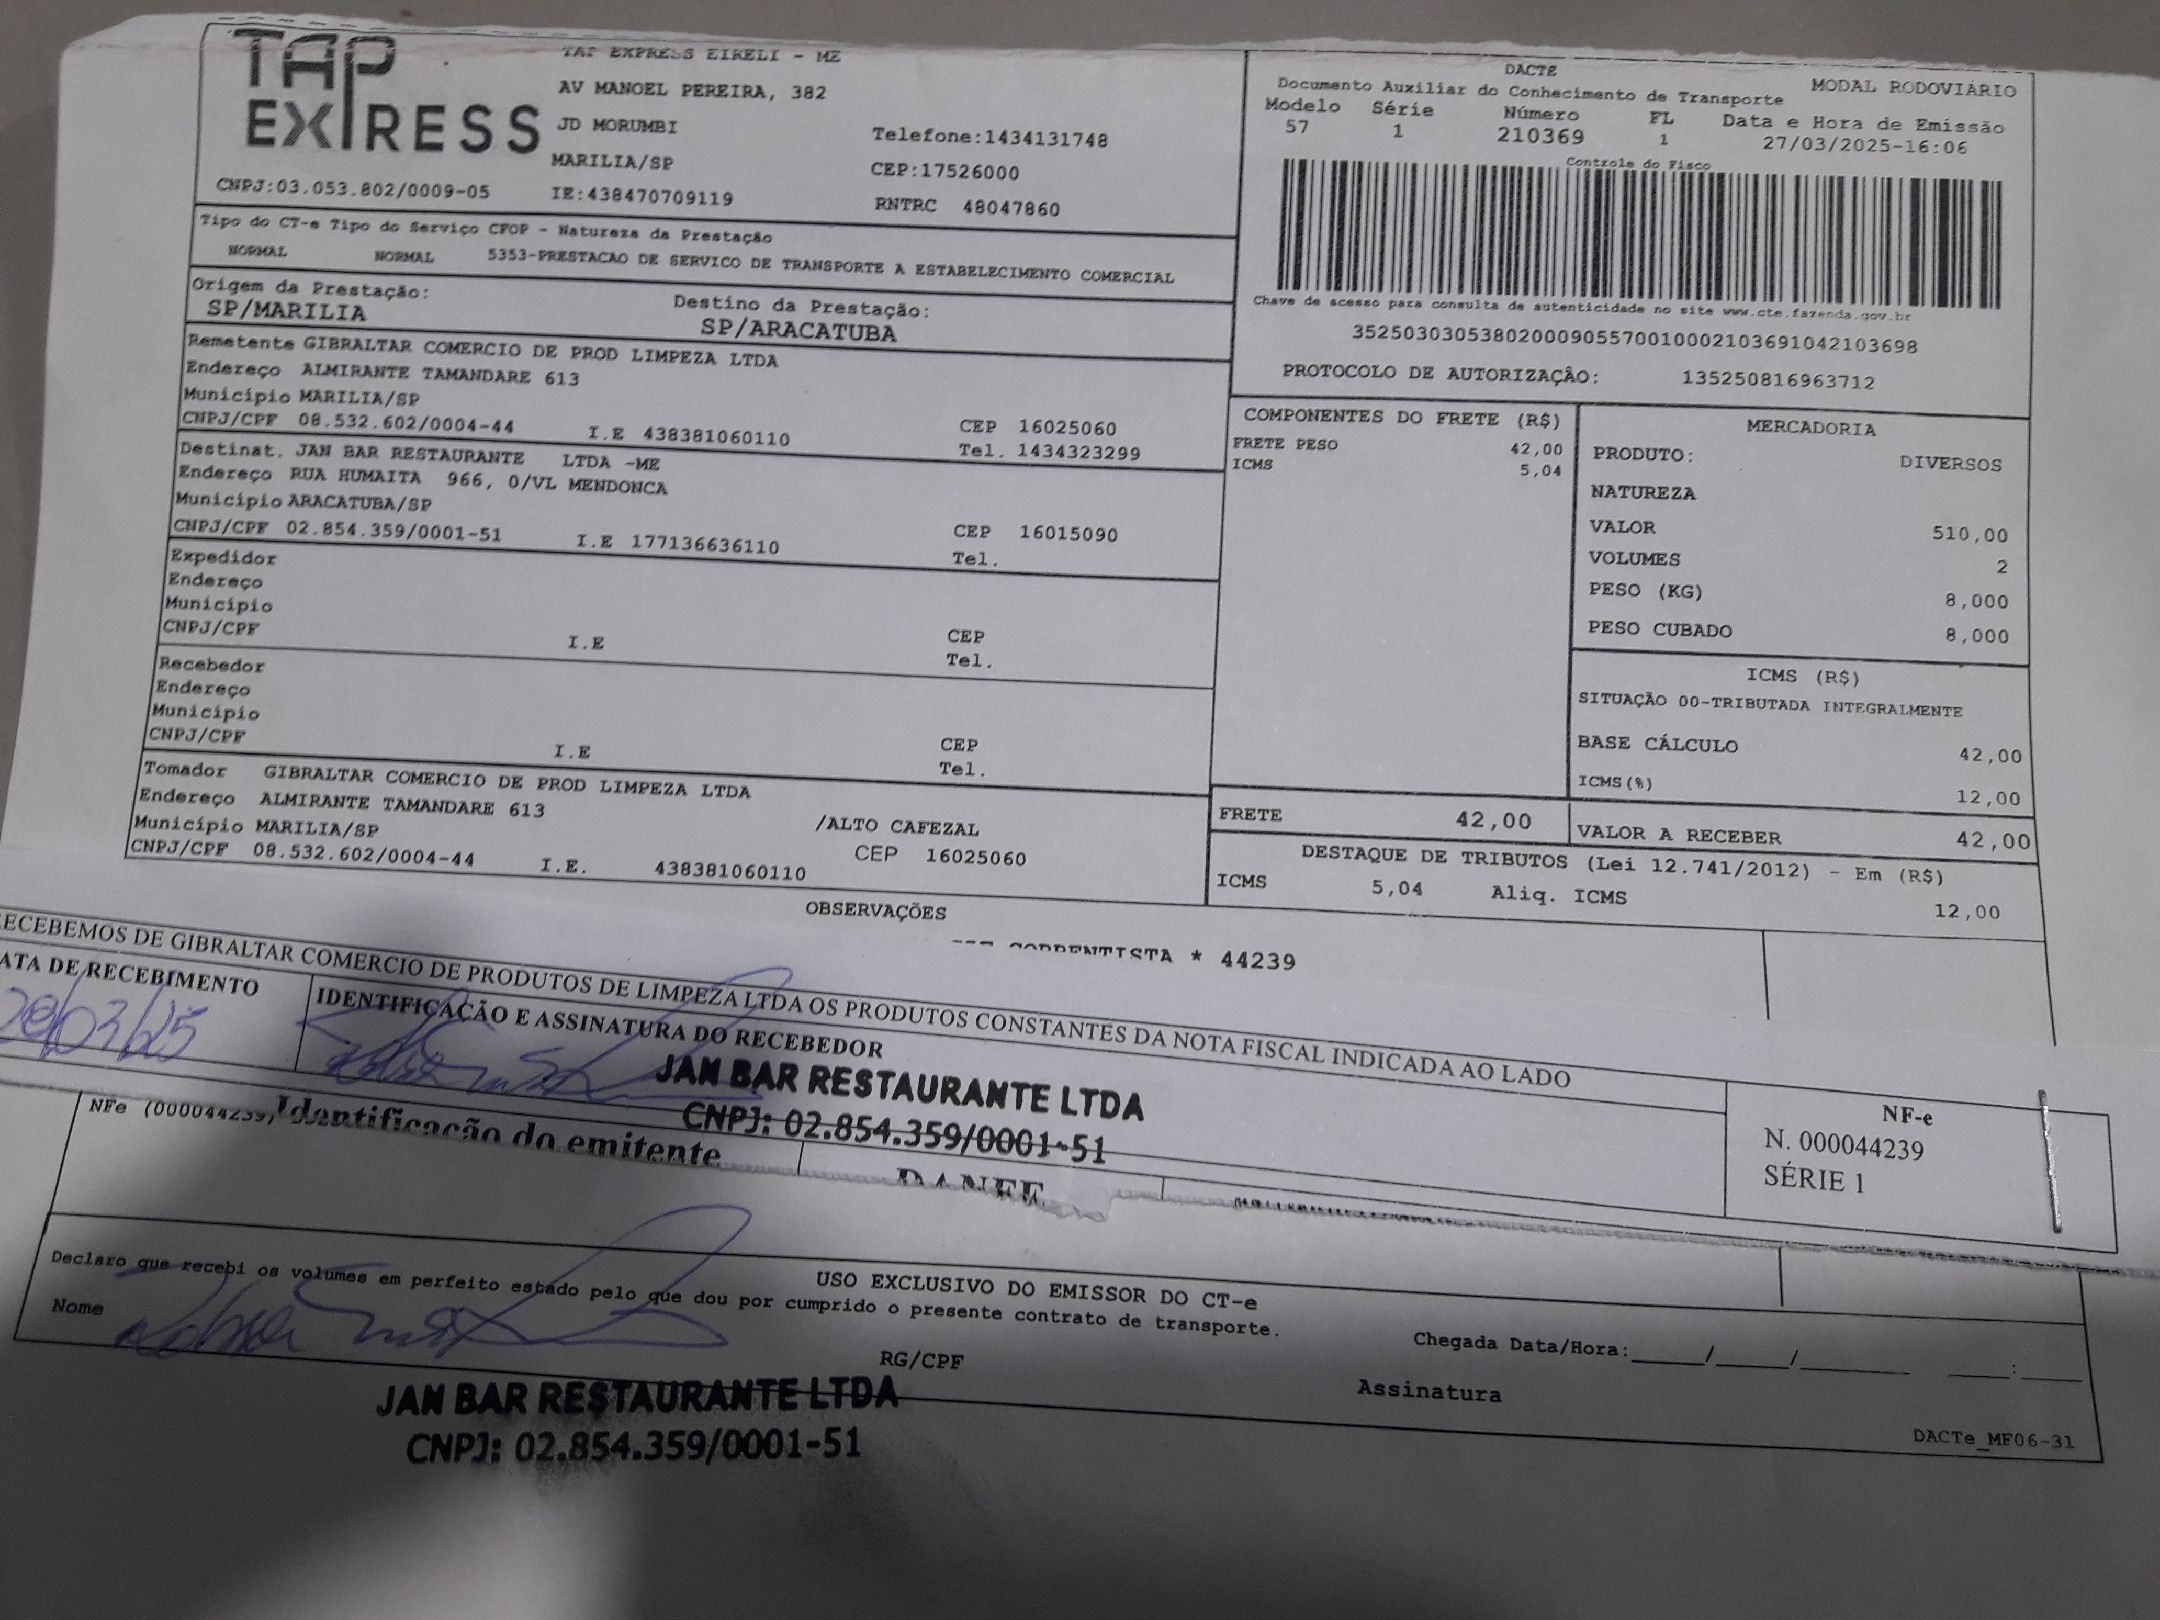 TAP EXPRESS
TAP EXPRESS EIRELI - ME
AV MANOEL PEREIRA, 382
JD MORUMBI
Telefone:1434131748
MARILIA/SP
CEP:17526000
CNPJ:03.053.802/0009-05
IE:438470709119
RNTRC 48047860
DACTE
MODAL RODOVIÁRIO
Documento Auxiliar do Conhecimento de Transporte
Modelo Série Número FL Data e Hora de Emissão
57 1 210369 1 27/03/2025-16:06
Controle do Fisco
Chave de acesso para consulta de autenticidade no site www.cte.fazenda.gov.br
35250303053802000905570010002103691042103698
PROTOCOLO DE AUTORIZAÇÃO: 135250816963712
Tipo do CT-e Tipo do Serviço CFOP - Natureza da Prestação
NORMAL NORMAL 5353-PRESTACAO DE SERVICO DE TRANSPORTE A ESTABELECIMENTO COMERCIAL
Origem da Prestação: Destino da Prestação:
SP/MARILIA SP/ARACATUBA
Remetente GIBRALTAR COMERCIO DE PROD LIMPEZA LTDA
Endereço ALMIRANTE TAMANDARE 613
Município MARILIA/SP
CNPJ/CPF 08.532.602/0004-44 I.E 438381060110 CEP 16025060
Tel. 1434323299
Destinat. JAN BAR RESTAURANTE LTDA -ME
Endereço RUA HUMAITA 966, 0/VL MENDONCA
Município ARACATUBA/SP
CNPJ/CPF 02.854.359/0001-51 I.E 177136636110 CEP 16015090
Tel.
Expedidor
Endereço
Município
CNPJ/CPF I.E CEP
Tel.
Recebedor
Endereço
Município
CNPJ/CPF I.E CEP
Tel.
Tomador GIBRALTAR COMERCIO DE PROD LIMPEZA LTDA
Endereço ALMIRANTE TAMANDARE 613 /ALTO CAFEZAL
Município MARILIA/SP
CNPJ/CPF 08.532.602/0004-44 I.E. 438381060110 CEP 16025060
COMPONENTES DO FRETE (R$)
FRETE PESO 42,00
ICMS 5,04
FRETE 42,00
MERCADORIA
PRODUTO: DIVERSOS
NATUREZA
VALOR 510,00
VOLUMES 2
PESO (KG) 8,000
PESO CUBADO 8,000
ICMS (R$)
SITUAÇÃO 00-TRIBUTADA INTEGRALMENTE
BASE CÁLCULO 42,00
ICMS(%) 12,00
VALOR A RECEBER 42,00
DESTAQUE DE TRIBUTOS (Lei 12.741/2012) - Em (R$)
ICMS 5,04 Aliq. ICMS 12,00
OBSERVAÇÕES
CORRENTISTA * 44239
ECEBEMOS DE GIBRALTAR COMERCIO DE PRODUTOS DE LIMPEZA LTDA OS PRODUTOS CONSTANTES DA NOTA FISCAL INDICADA AO LADO
ATA DE RECEBIMENTO
28/03/25
IDENTIFICAÇÃO E ASSINATURA DO RECEBEDOR
JAN BAR RESTAURANTE LTDA
CNPJ: 02.854.359/0001-51
NF-e
N. 000044239
SÉRIE 1
NFe (000044239)
Identificação do emitente
DANFE
USO EXCLUSIVO DO EMISSOR DO CT-e
Declaro que recebi os volumes em perfeito estado pelo que dou por cumprido o presente contrato de transporte.
Nome
RG/CPF
Chegada Data/Hora:_____/_____/________ ____:____
Assinatura
JAN BAR RESTAURANTE LTDA
CNPJ: 02.854.359/0001-51
DACTe_MF06-31